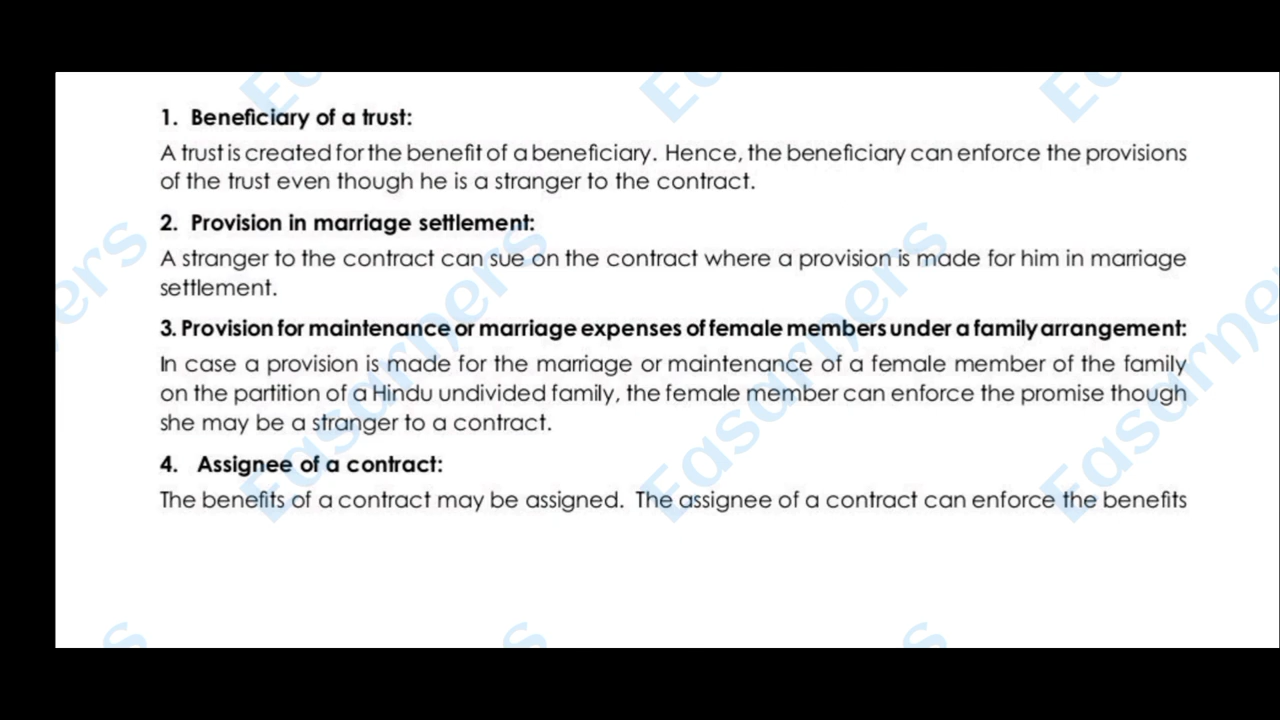 1. Beneficiary of a trust:
A trust is created for the benefit of a beneficiary. Hence, the beneficiary can enforce the provisions
of the trust even though he is a stranger to the contract.
2. Provision in marriage settlement:
A stranger to the contract can sue on the contract where a provision is made for him in marriage
settlement.
3. Provision for maintenance or marriage expenses of female members under a family arrangement:
In case a provision is made for the marriage or maintenance of a female member of the family
on the partition of a Hindu undivided family, the female member can enforce the promise though
she may be a stranger to a contract.
4. Assignee of a contract:
The benefits of a contract may be assigned. The assignee of a contract can enforce the benefits
Easarners
Easarners